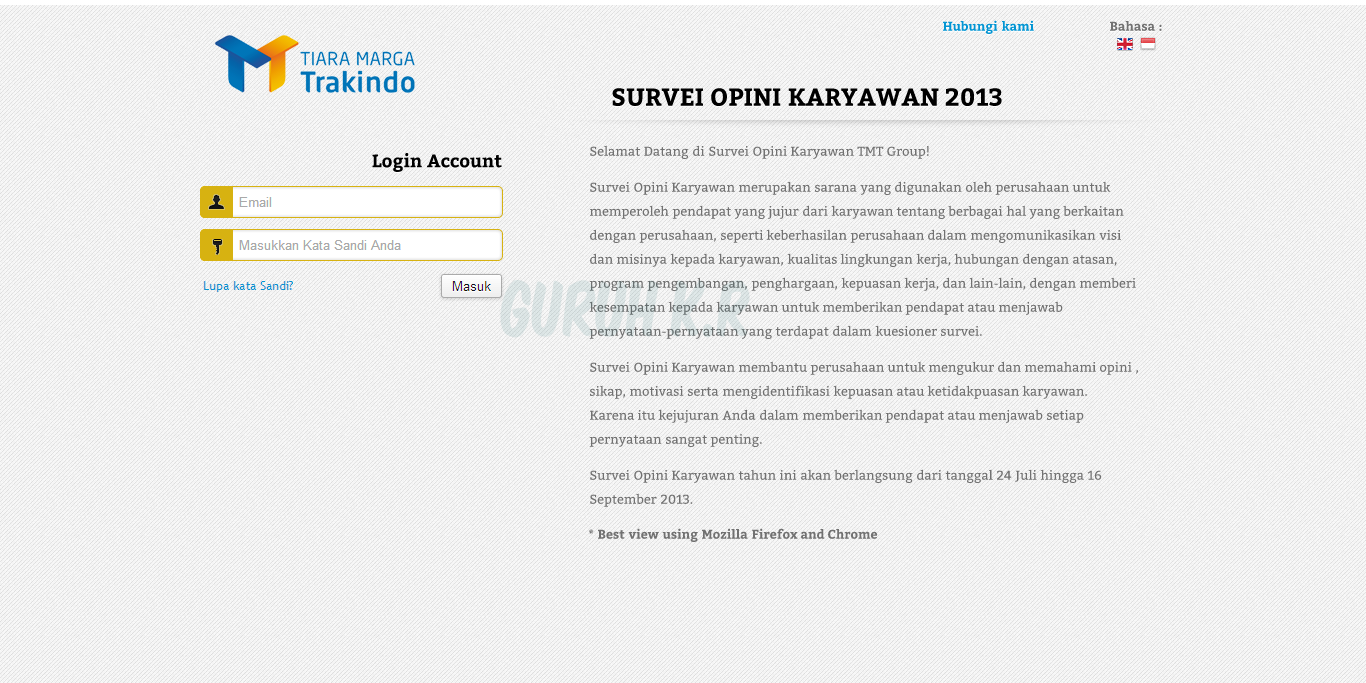 TIARA MARGA
Trakindo
Hubungi kami
Bahasa :
SURVEI OPINI KARYAWAN 2013
Login Account
Email
Masukkan Kata Sandi Anda
Lupa kata Sandi?
Masuk
Selamat Datang di Survei Opini Karyawan TMT Group!
Survei Opini Karyawan merupakan sarana yang digunakan oleh perusahaan untuk
memperoleh pendapat yang jujur dari karyawan tentang berbagai hal yang berkaitan
dengan perusahaan, seperti keberhasilan perusahaan dalam mengomunikasikan visi
dan misinya kepada karyawan, kualitas lingkungan kerja, hubungan dengan atasan,
program pengembangan, penghargaan, kepuasan kerja, dan lain-lain, dengan memberi
kesempatan kepada karyawan untuk memberikan pendapat atau menjawab
pernyataan-pernyataan yang terdapat dalam kuesioner survei.
Survei Opini Karyawan membantu perusahaan untuk mengukur dan memahami opini ,
sikap, motivasi serta mengidentifikasi kepuasan atau ketidakpuasan karyawan.
Karena itu kejujuran Anda dalam memberikan pendapat atau menjawab setiap
pernyataan sangat penting.
Survei Opini Karyawan tahun ini akan berlangsung dari tanggal 24 Juli hingga 16
September 2013.
* Best view using Mozilla Firefox and Chrome
GURUH K.R